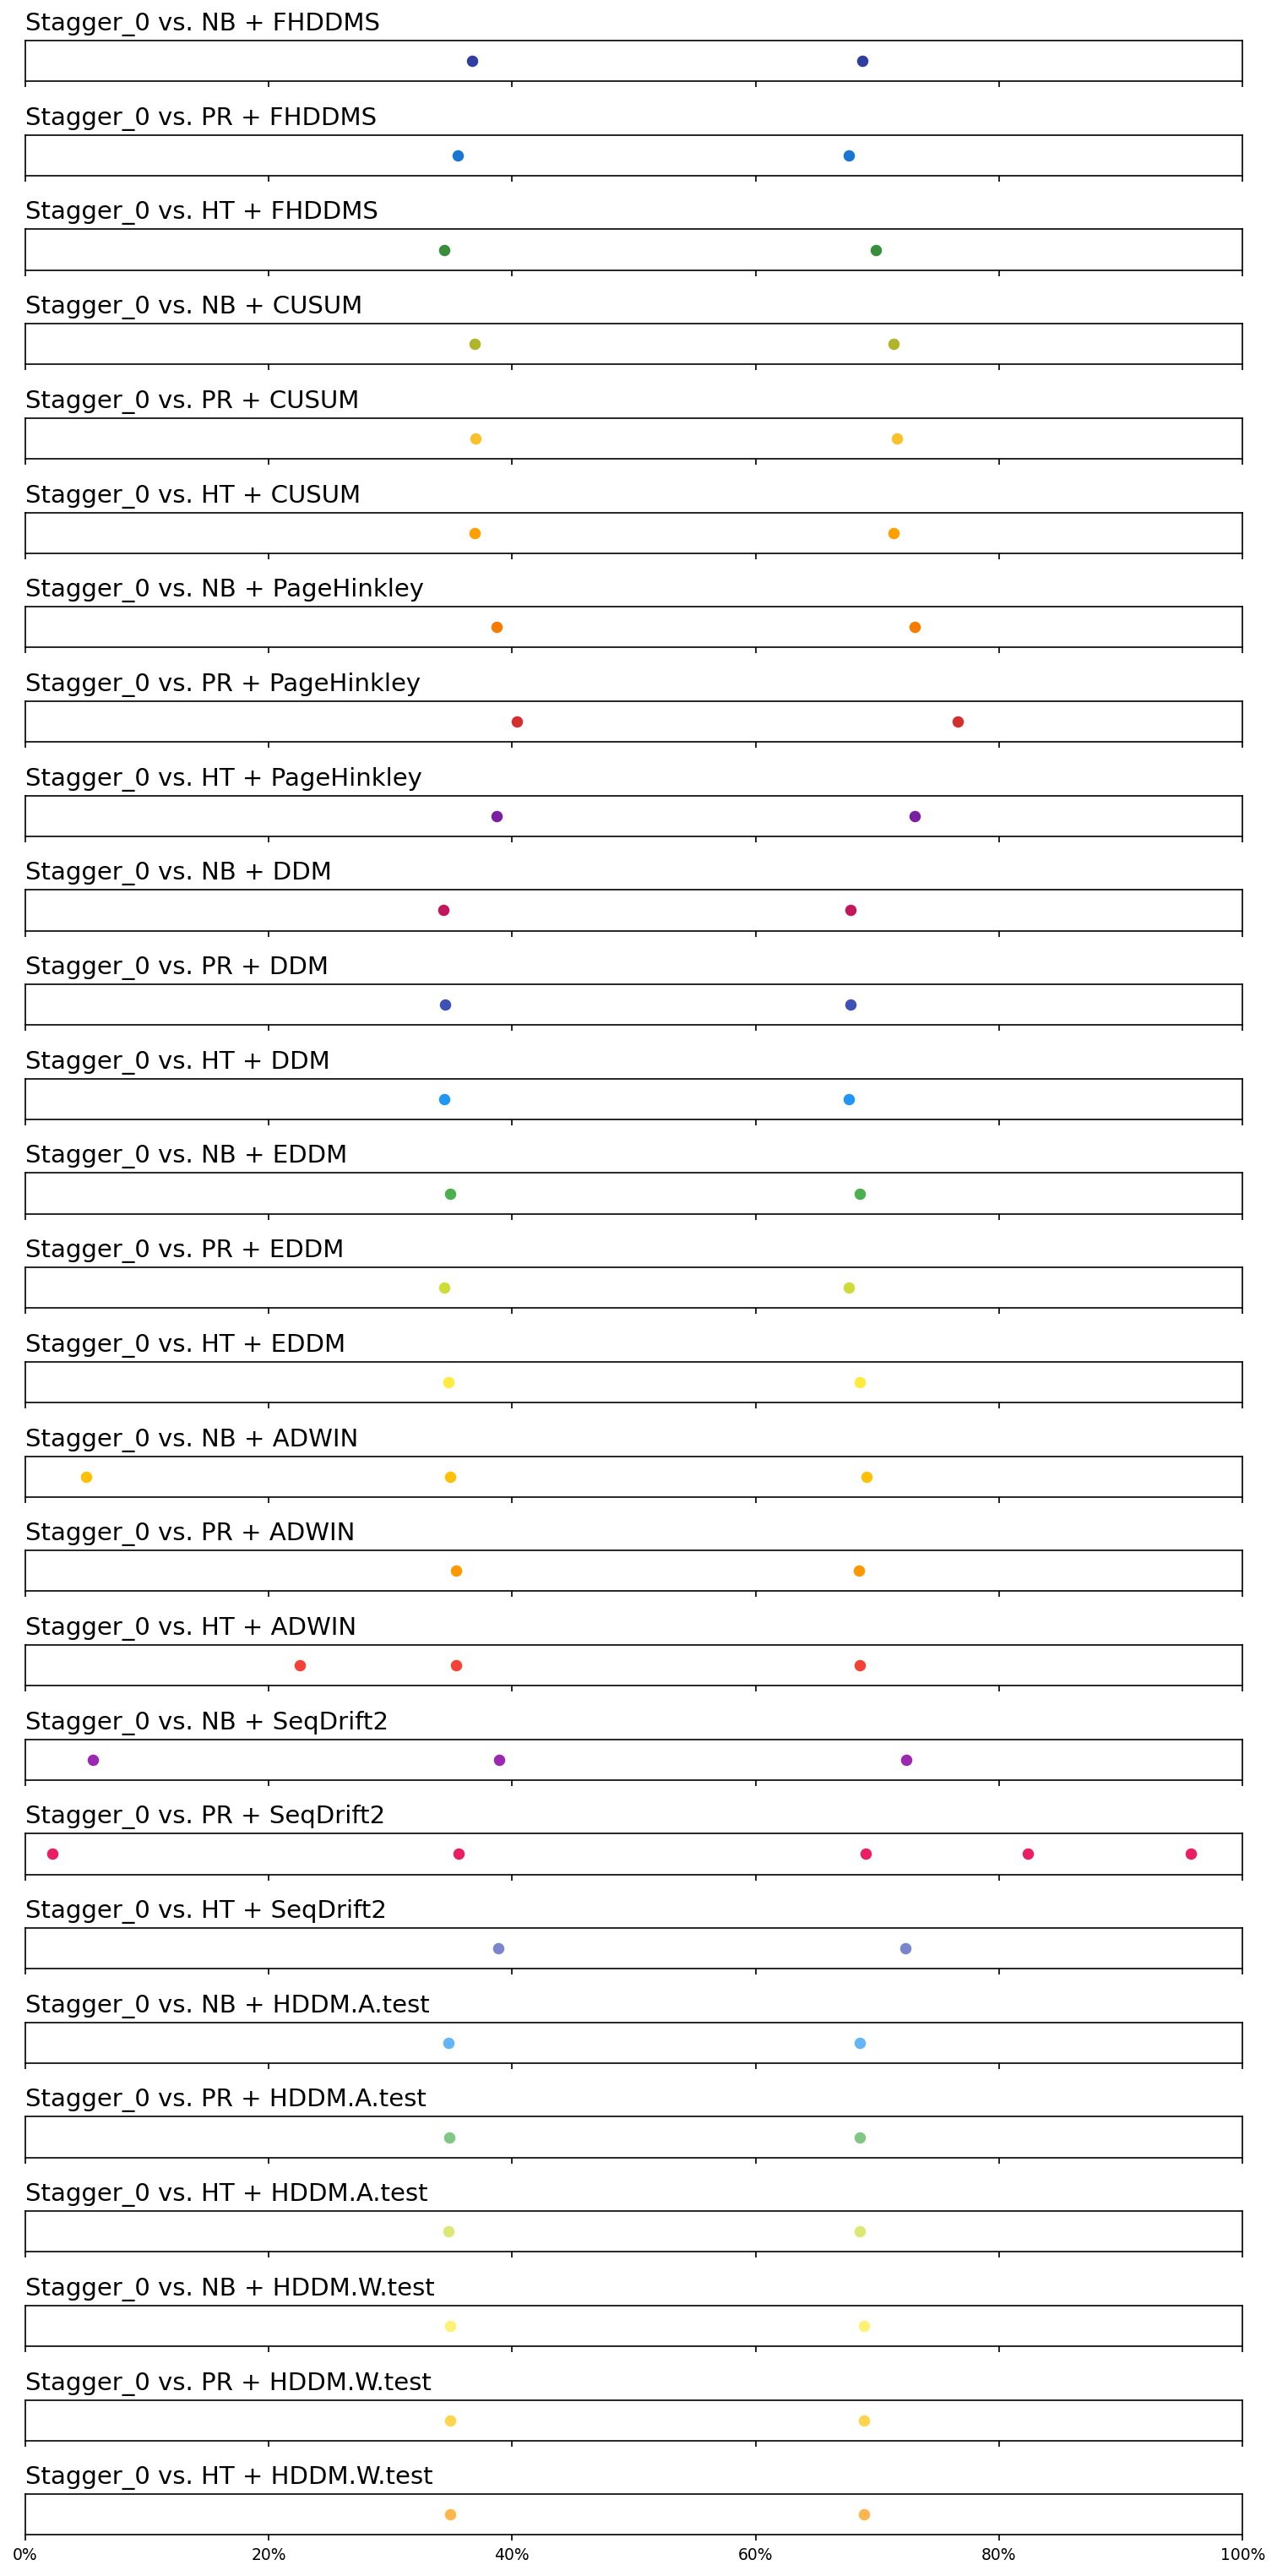 Stagger_0 vs. NB + FHDDMS
Stagger_0 vs. PR + FHDDMS
Stagger_0 vs. HT + FHDDMS
Stagger_0 vs. NB + CUSUM
Stagger_0 vs. PR + CUSUM
Stagger_0 vs. HT + CUSUM
Stagger_0 vs. NB + PageHinkley
Stagger_0 vs. PR + PageHinkley
Stagger_0 vs. HT + PageHinkley
Stagger_0 vs. NB + DDM
Stagger_0 vs. PR + DDM
Stagger_0 vs. HT + DDM
Stagger_0 vs. NB + EDDM
Stagger_0 vs. PR + EDDM
Stagger_0 vs. HT + EDDM
Stagger_0 vs. NB + ADWIN
Stagger_0 vs. PR + ADWIN
Stagger_0 vs. HT + ADWIN
Stagger_0 vs. NB + SeqDrift2
Stagger_0 vs. PR + SeqDrift2
Stagger_0 vs. HT + SeqDrift2
Stagger_0 vs. NB + HDDM.A.test
Stagger_0 vs. PR + HDDM.A.test
Stagger_0 vs. HT + HDDM.A.test
Stagger_0 vs. NB + HDDM.W.test
Stagger_0 vs. PR + HDDM.W.test
Stagger_0 vs. HT + HDDM.W.test
0% 20% 40% 60% 80% 100%